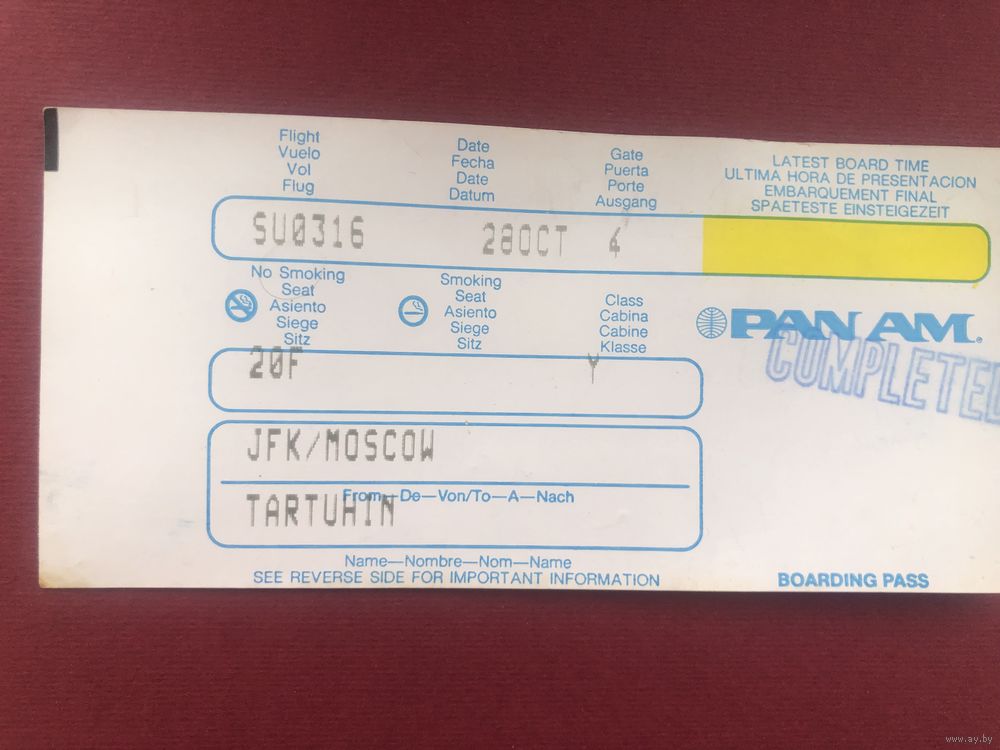 Flight
Vuelo
Vol
Flug
Date
Fecha
Date
Datum
Gate
Puerta
Porte
Ausgang
LATEST BOARD TIME
ULTIMA HORA DE PRESENTACION
EMBARQUEMENT FINAL
SPAETESTE EINSTEIGEZEIT
SU0316 28OCT 4
No Smoking
Seat
Asiento
Siege
Sitz
Smoking
Seat
Asiento
Siege
Sitz
Class
Cabina
Cabine
Klasse
PAN AM.
COMPLETED
20F Y
JFK/MOSCOW
From—De—Von/To—A—Nach
TARTUHIN
Name—Nombre—Nom—Name
SEE REVERSE SIDE FOR IMPORTANT INFORMATION
BOARDING PASS
www.ay.by